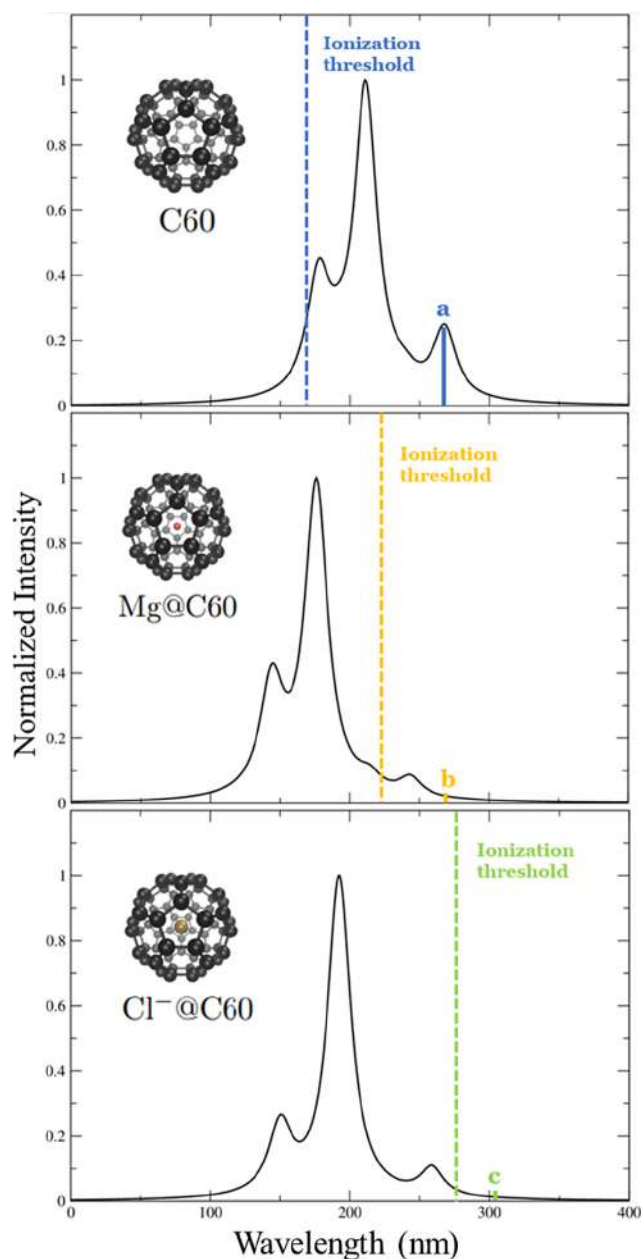 Normalized Intensity
Ionization
threshold
1
C60
0.8
0.6
0.4
a
0.2
0
Ionization
threshold
1
Mg@C60
0.8
0.6
0.4
0.2
b
0
Ionization
threshold
1
Cl⁻@C60
0.8
0.6
0.4
0.2
c
0
0 100 200 300 400
Wavelength (nm)